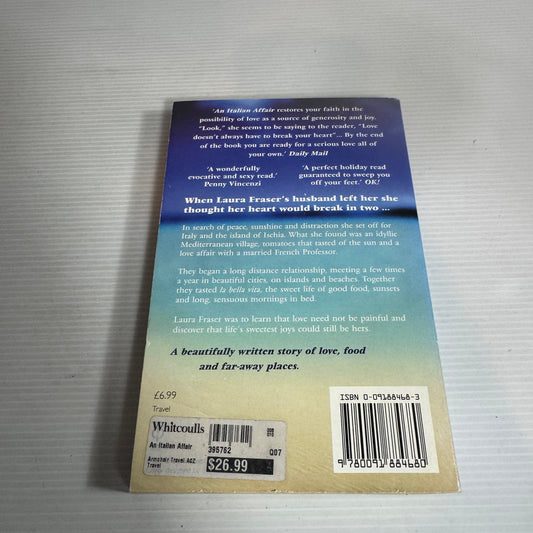 'An Italian Affair restores your faith in the
possibility of love as a source of generosity and joy.
"Look," she seems to be saying to the reader, "Love
doesn't always have to break your heart"... By the end
of the book you are ready for a serious love all of
your own.' Daily Mail
'A wonderfully
evocative and sexy read.'
Penny Vincenzi
'A perfect holiday read
guaranteed to sweep you
off your feet.' OK!
When Laura Fraser's husband left her she
thought her heart would break in two ...
In search of peace, sunshine and distraction she set off for
Italy and the island of Ischia. What she found was an idyllic
Mediterranean village, tomatoes that tasted of the sun and a
love affair with a married French Professor.
They began a long distance relationship, meeting a few times
a year in beautiful cities, on islands and beaches. Together
they tasted la bella vita, the sweet life of good food, sunsets and
long, sensuous mornings in bed.
Laura Fraser was to learn that love need not be painful and
discover that life's sweetest joys could still be hers.
A beautifully written story of love, food
and far-away places.
£6.99
Travel
ISBN 0-09188468-3
9 780091 884680
Whitcoulls
An Italian Affair
395762
Q07
Armchair Travel ACZ
Travel
$26.99